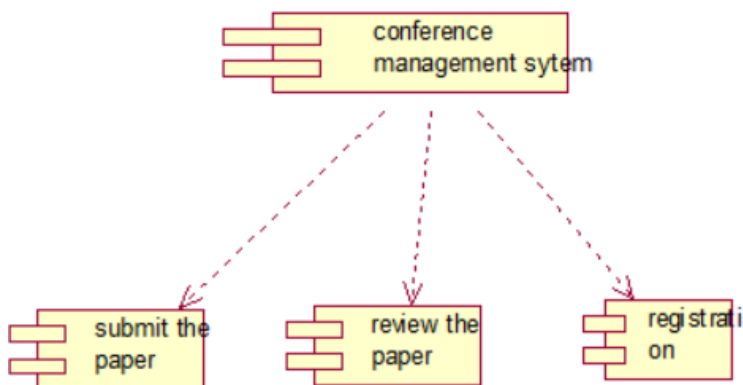 conference
management sytem
submit the
paper
review the
paper
registrati
on